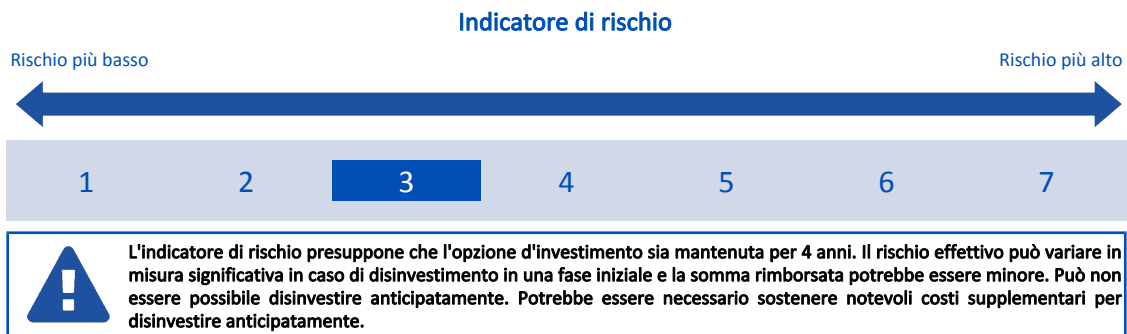 Indicatore di rischio
Rischio più basso
Rischio più alto
1 2 3 4 5 6 7
L'indicatore di rischio presuppone che l'opzione d'investimento sia mantenuta per 4 anni. Il rischio effettivo può variare in
misura significativa in caso di disinvestimento in una fase iniziale e la somma rimborsata potrebbe essere minore. Può non
essere possibile disinvestire anticipatamente. Potrebbe essere necessario sostenere notevoli costi supplementari per
disinvestire anticipatamente.